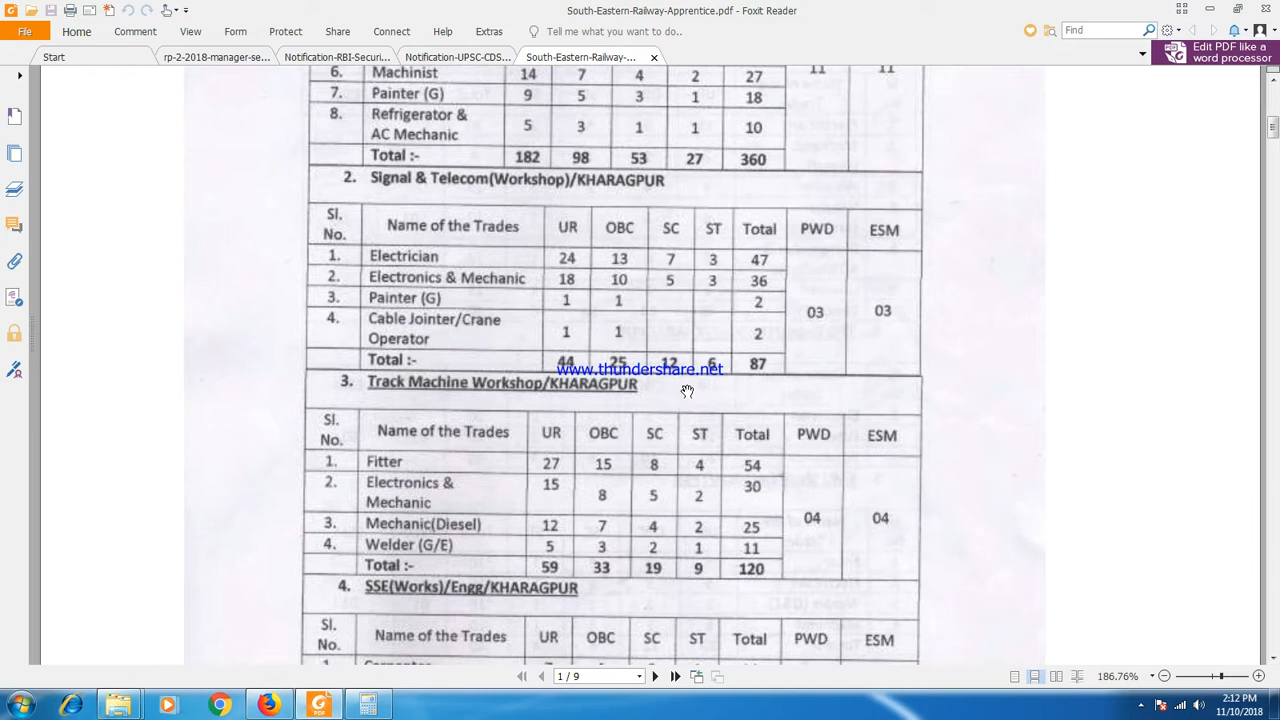 South-Eastern-Railway-Apprentice.pdf - Foxit Reader
File Home Comment View Form Protect Share Connect Help Extras Tell me what you want to do.. Find
Edit PDF like a
word processor
Start rp-2-2018-manager-se... Notification-RBI-Securi... Notification-UPSC-CDS... South-Eastern-Railway-...
6. Machinist 14 7 4 2 27 11 11
7. Painter (G) 9 5 3 1 18
8. Refrigerator &
AC Mechanic 5 3 1 1 10
Total :- 182 98 53 27 360
2. Signal & Telecom(Workshop)/KHARAGPUR
Sl.
No. Name of the Trades UR OBC SC ST Total PWD ESM
1. Electrician 24 13 7 3 47
2. Electronics & Mechanic 18 10 5 3 36
3. Painter (G) 1 1 2 03 03
4. Cable Jointer/Crane
Operator 1 1 2
Total :- 44 25 12 6 87
www.thundershare.net
3. Track Machine Workshop/KHARAGPUR
Sl.
No. Name of the Trades UR OBC SC ST Total PWD ESM
1. Fitter 27 15 8 4 54
2. Electronics &
Mechanic 15 8 5 2 30
04 04
3. Mechanic(Diesel) 12 7 4 2 25
4. Welder (G/E) 5 3 2 1 11
Total :- 59 33 19 9 120
4. SSE(Works)/Engg/KHARAGPUR
Sl.
No. Name of the Trades UR OBC SC ST Total PWD ESM
1 / 9 186.76%
2:12 PM
11/10/2018